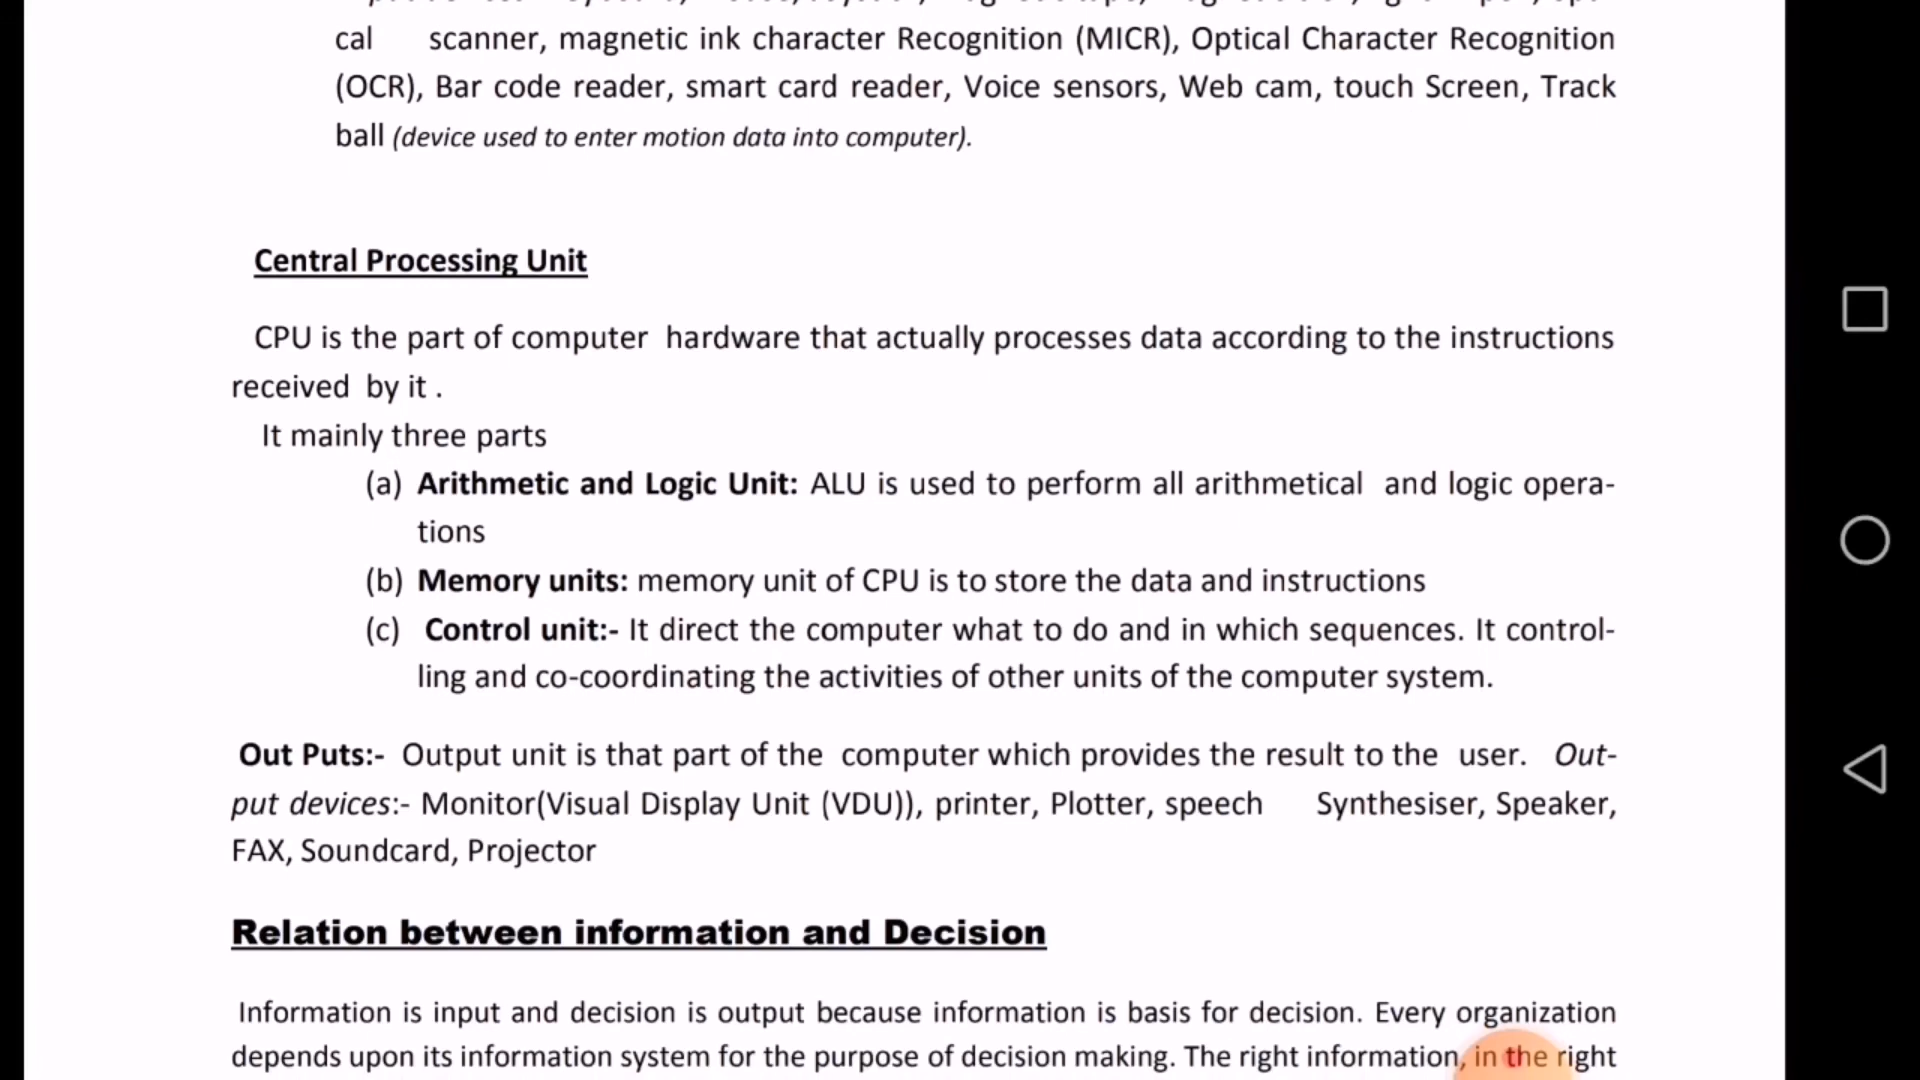 cal scanner, magnetic ink character Recognition (MICR), Optical Character Recognition
(OCR), Bar code reader, smart card reader, Voice sensors, Web cam, touch Screen, Track
ball (device used to enter motion data into computer).
Central Processing Unit
CPU is the part of computer hardware that actually processes data according to the instructions
received by it .
It mainly three parts
(a) Arithmetic and Logic Unit: ALU is used to perform all arithmetical and logic opera-
tions
(b) Memory units: memory unit of CPU is to store the data and instructions
(c) Control unit:- It direct the computer what to do and in which sequences. It control-
ling and co-coordinating the activities of other units of the computer system.
Out Puts:- Output unit is that part of the computer which provides the result to the user. Out-
put devices:- Monitor(Visual Display Unit (VDU)), printer, Plotter, speech Synthesiser, Speaker,
FAX, Soundcard, Projector
Relation between information and Decision
Information is input and decision is output because information is basis for decision. Every organization
depends upon its information system for the purpose of decision making. The right information, in the right